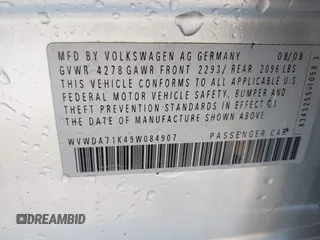 MFD BY VOLKSWAGEN AG GERMANY 08/08
GVWR 4278 GAWR FRONT 2293/ REAR 2096 LBS
THIS VEHICLE CONFORMS TO ALL APPLICABLE U.S.
FEDERAL MOTOR VEHICLE SAFETY, BUMPER AND
THEFT PREVENTION STANDARDS IN EFFECT ON
THE DATE OF MANUFACTURE SHOWN ABOVE.
WVWDA71K49W084907 PASSENGER CAR
DREAMBID